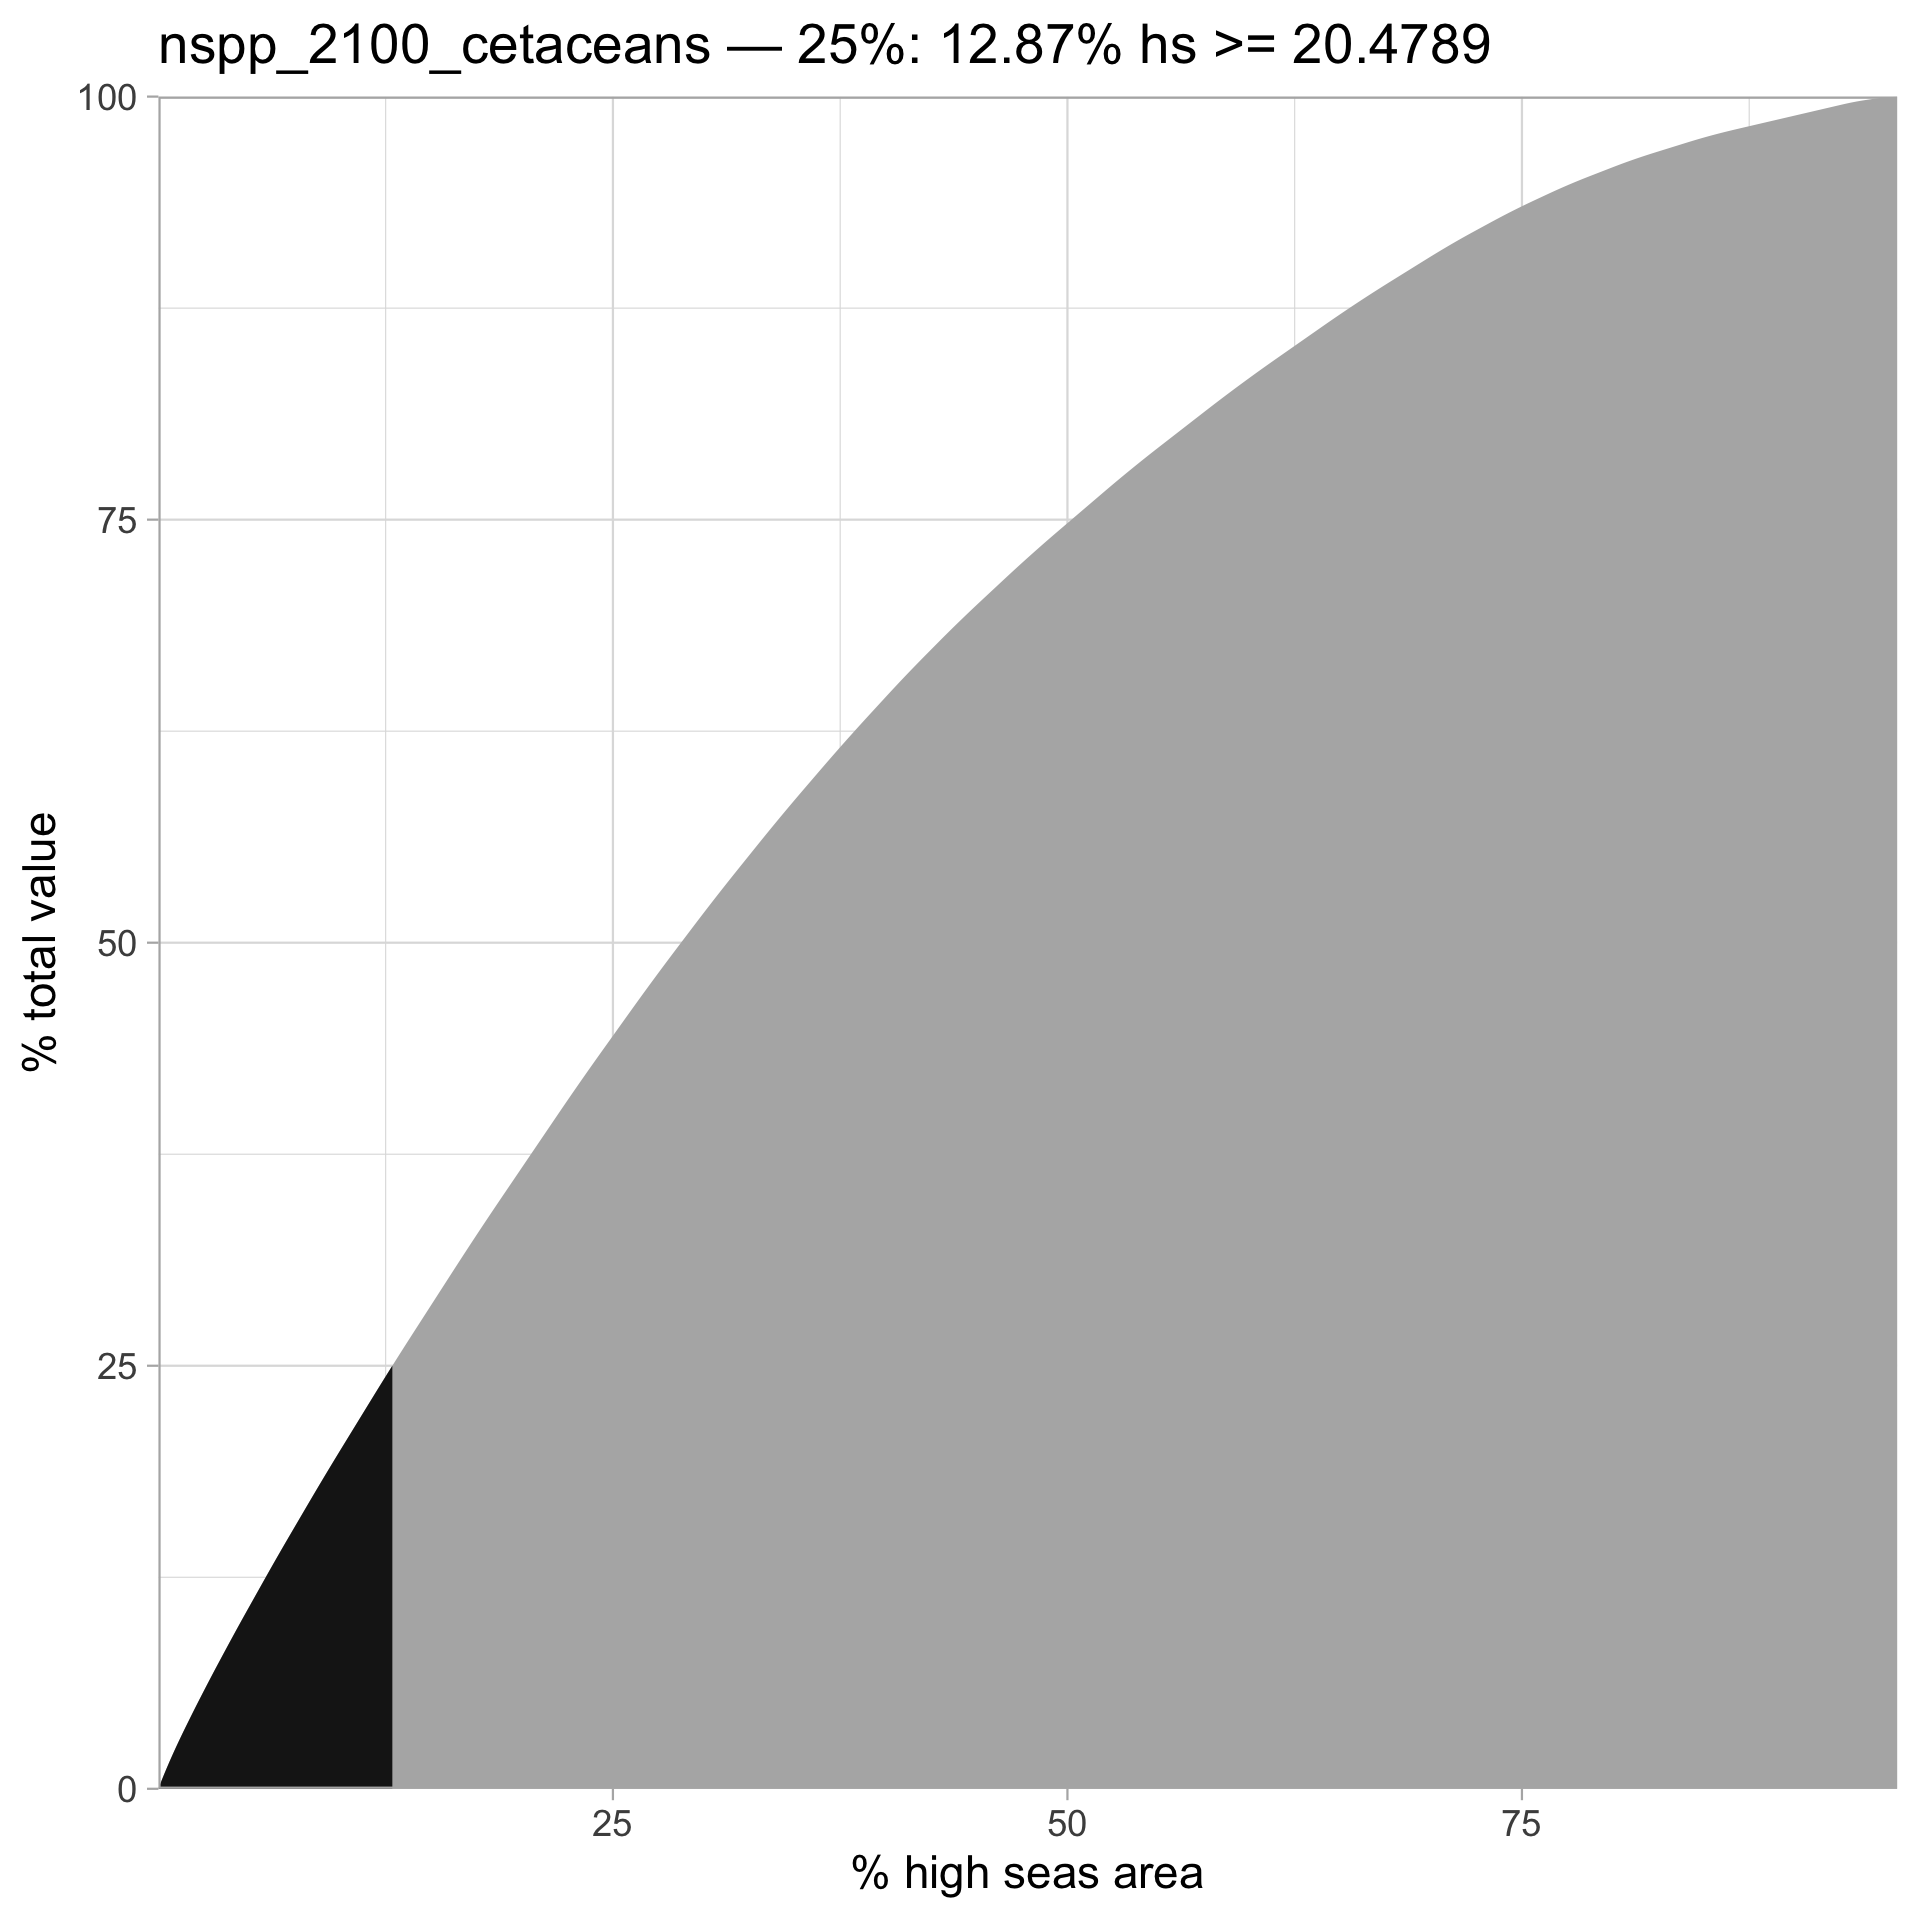 nspp_2100_cetaceans — 25%: 12.87% hs >= 20.4789
100
75
50
25
0
% total value
25 50 75
% high seas area